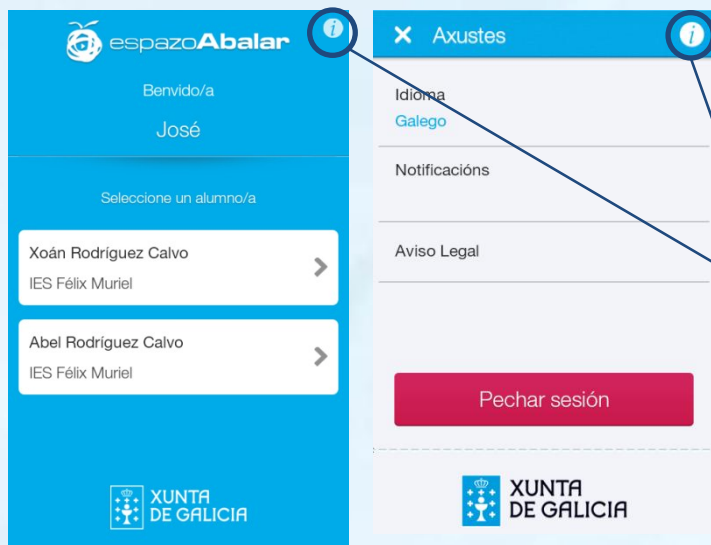 espazoAbalar
i
Benvido/a
José
Seleccione un alumno/a
Xoán Rodríguez Calvo
IES Félix Muriel
Abel Rodríguez Calvo
IES Félix Muriel
XUNTA
DE GALICIA
Axustes
i
Idioma
Galego
Notificacións
Aviso Legal
Pechar sesión
XUNTA
DE GALICIA